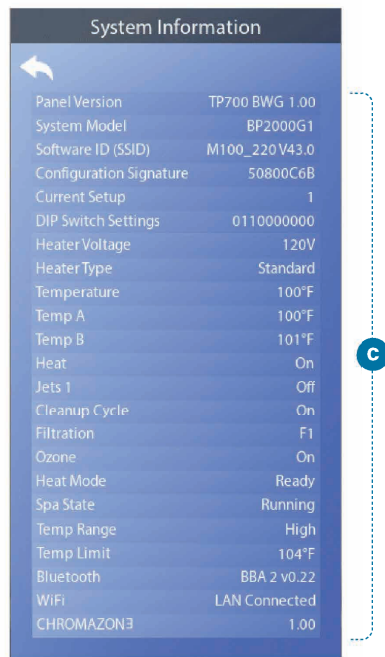 System Information
Panel Version TP700 BWG 1.00
System Model BP2000G1
Software ID (SSID) M100_220 V43.0
Configuration Signature 50800C6B
Current Setup 1
DIP Switch Settings 0110000000
Heater Voltage 120V
Heater Type Standard
Temperature 100°F
Temp A 100°F
Temp B 101°F
Heat On
Jets 1 Off
Cleanup Cycle On
Filtration F1
Ozone On
Heat Mode Ready
Spa State Running
Temp Range High
Temp Limit 104°F
Bluetooth BBA 2 v0.22
WiFi LAN Connected
CHROMAZON3 1.00
C